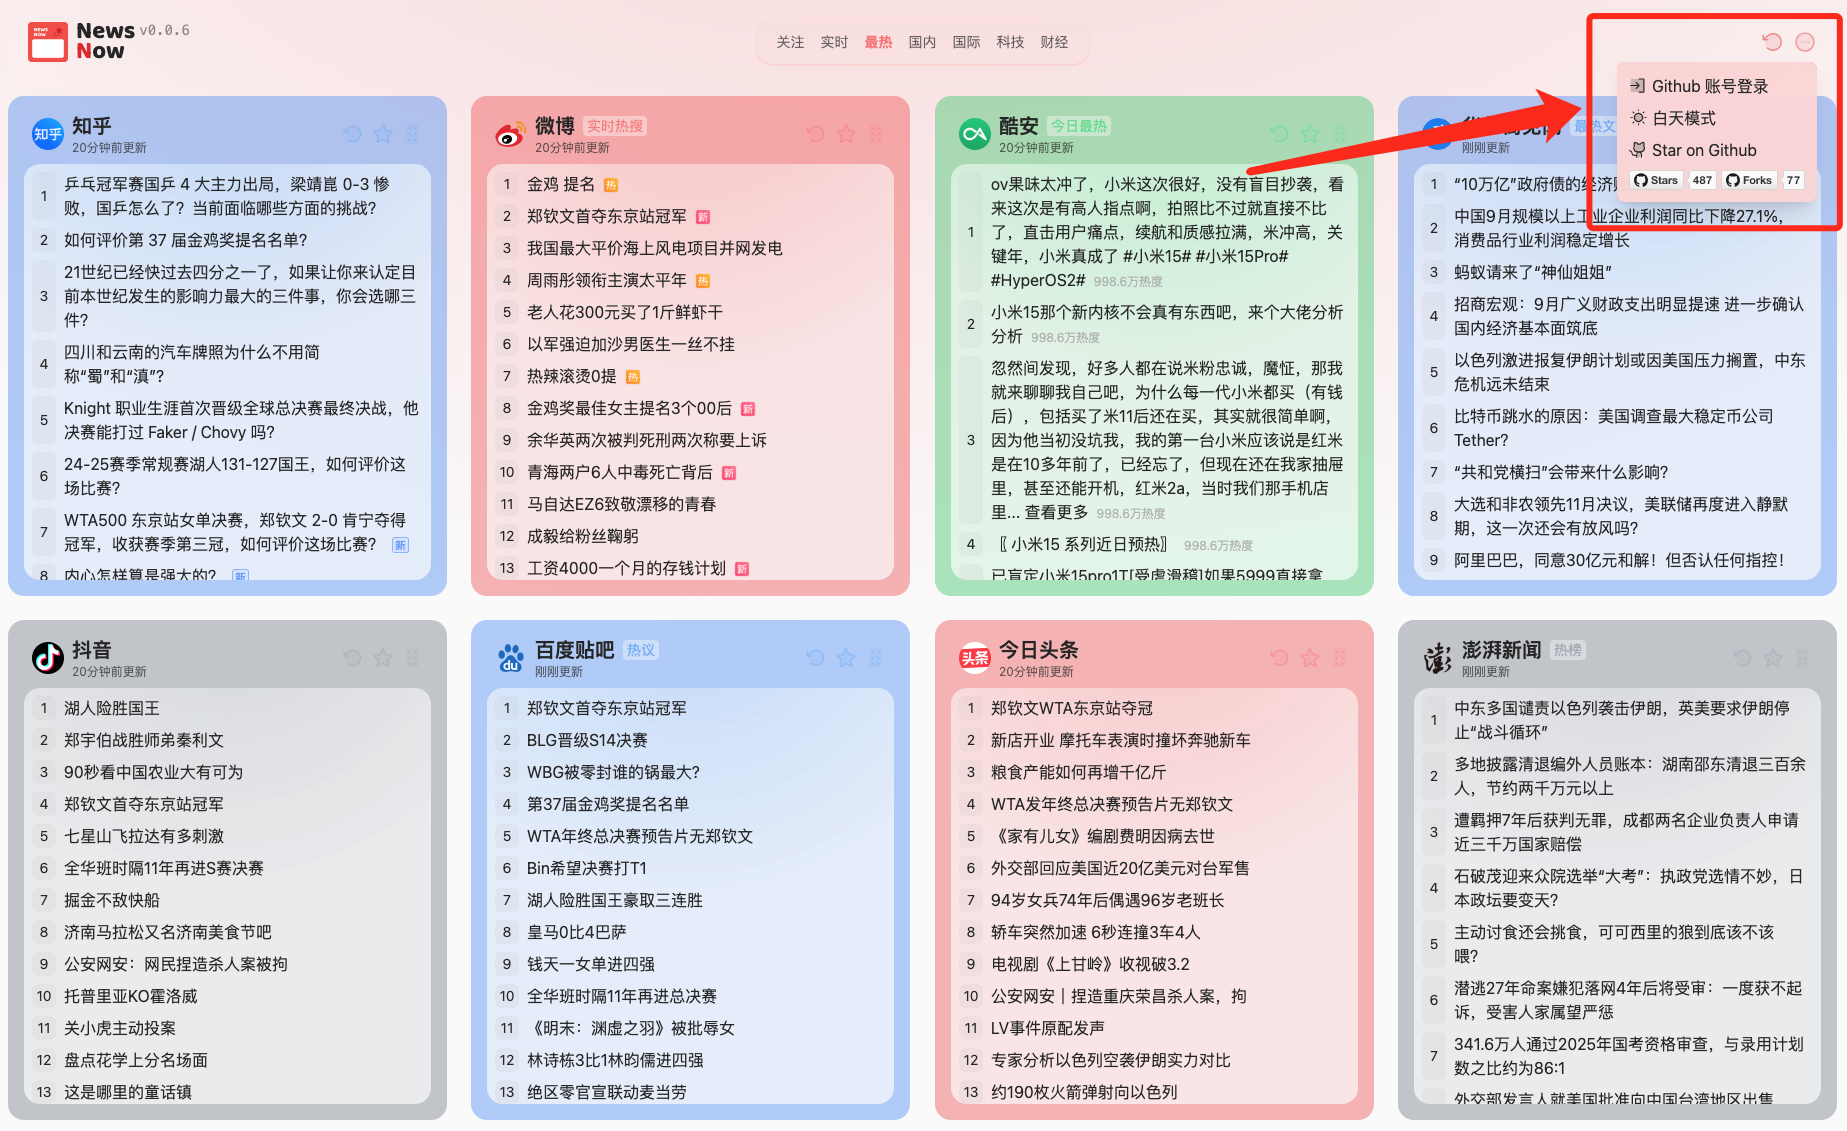 NEWS NOW
News v0.0.6
Now
关注 实时 最热 国内 国际 科技 财经
Github 账号登录
白天模式
Star on Github
Stars 487 Forks 77
知乎
知乎
20分钟前更新
1 乒乓冠军赛国乒 4 大主力出局，梁靖崑 0-3 惨
败，国乒怎么了？当前面临哪些方面的挑战？
2 如何评价第 37 届金鸡奖提名名单？
3 21世纪已经快过去四分之一了，如果让你来认定目
前本世纪发生的影响力最大的三件事，你会选哪三
件？
4 四川和云南的汽车牌照为什么不用简
称“蜀”和“滇”？
5 Knight 职业生涯首次晋级全球总决赛最终决战，他
决赛能打过 Faker / Chovy 吗？
6 24-25赛季常规赛湖人131-127国王，如何评价这
场比赛？
7 WTA500 东京站女单决赛，郑钦文 2-0 肯宁夺得
冠军，收获赛季第三冠，如何评价这场比赛？ 新
8 内心怎样算是强大的？ 新
微博 实时热搜
20分钟前更新
1 金鸡 提名 热
2 郑钦文首夺东京站冠军 新
3 我国最大平价海上风电项目并网发电
4 周雨彤领衔主演太平年 热
5 老人花300元买了1斤鲜虾干
6 以军强迫加沙男医生一丝不挂
7 热辣滚烫0提 热
8 金鸡奖最佳女主提名3个00后 新
9 余华英两次被判死刑两次称要上诉
10 青海两户6人中毒死亡背后 新
11 马自达EZ6致敬漂移的青春
12 成毅给粉丝鞠躬
13 工资4000一个月的存钱计划 新
酷安 今日最热
20分钟前更新
1 ov果味太冲了，小米这次很好，没有盲目抄袭，看
来这次是有高人指点啊，拍照比不过就直接不比
了，直击用户痛点，续航和质感拉满，米冲高，关
键年，小米真成了 #小米15# #小米15Pro#
#HyperOS2# 998.6万热度
2 小米15那个新内核不会真有东西吧，来个大佬分析
分析 998.6万热度
3 忽然间发现，好多人都在说米粉忠诚，魔怔，那我
就来聊聊我自己吧，为什么每一代小米都买（有钱
后），包括买了米11后还在买，其实就很简单啊，
因为他当初没坑我，我的第一台小米应该说是红米
是在10多年前了，已经忘了，但现在还在我家抽屉
里，甚至还能开机，红米2a，当时我们那手机店
里... 查看更多 998.6万热度
4 〖小米15 系列近日预热〗 998.6万热度
已盲定小米15pro1T[受虐滑稽]如果5999直接拿
最热文
刚刚更新
1 “10万亿”政府债的经济
2 中国9月规模以上工业企业利润同比下降27.1%，
消费品行业利润稳定增长
3 蚂蚁请来了“神仙姐姐”
4 招商宏观：9月广义财政支出明显提速 进一步确认
国内经济基本面筑底
5 以色列激进报复伊朗计划或因美国压力搁置，中东
危机远未结束
6 比特币跳水的原因：美国调查最大稳定币公司
Tether?
7 “共和党横扫”会带来什么影响？
8 大选和非农领先11月决议，美联储再度进入静默
期，这一次还会有放风吗？
9 阿里巴巴，同意30亿元和解！但否认任何指控！
抖音
20分钟前更新
1 湖人险胜国王
2 郑宇伯战胜师弟秦利文
3 90秒看中国农业大有可为
4 郑钦文首夺东京站冠军
5 七星山飞拉达有多刺激
6 全华班时隔11年再进S赛决赛
7 掘金不敌快船
8 济南马拉松又名济南美食节吧
9 公安网安：网民捏造杀人案被拘
10 托普里亚KO霍洛威
11 关小虎主动投案
12 盘点花学上分名场面
13 这是哪里的童话镇
du
百度贴吧 热议
刚刚更新
1 郑钦文首夺东京站冠军
2 BLG晋级S14决赛
3 WBG被零封谁的锅最大？
4 第37届金鸡奖提名名单
5 WTA年终总决赛预告片无郑钦文
6 Bin希望决赛打T1
7 湖人险胜国王豪取三连胜
8 皇马0比4巴萨
9 钱天一女单进四强
10 全华班时隔11年再进总决赛
11 《明末：渊虚之羽》被批辱女
12 林诗栋3比1林昀儒进四强
13 绝区零官宣联动麦当劳
头条
今日头条
20分钟前更新
1 郑钦文WTA东京站夺冠
2 新店开业 摩托车表演时撞坏奔驰新车
3 粮食产能如何再增千亿斤
4 WTA发年终总决赛预告片无郑钦文
5 《家有儿女》编剧费明因病去世
6 外交部回应美国近20亿美元对台军售
7 94岁女兵74年后偶遇96岁老班长
8 轿车突然加速 6秒连撞3车4人
9 电视剧《上甘岭》收视破3.2
10 公安网安｜捏造重庆荣昌杀人案，拘
11 LV事件原配发声
12 专家分析以色列空袭伊朗实力对比
13 约190枚火箭弹射向以色列
澎
澎湃新闻 热榜
刚刚更新
1 中东多国谴责以色列袭击伊朗，英美要求伊朗停
止“战斗循环”
2 多地披露清退编外人员账本：湖南邵东清退三百余
人，节约两千万元以上
3 遭羁押7年后获判无罪，成都两名企业负责人申请
近三千万国家赔偿
4 石破茂迎来众院选举“大考”：执政党选情不妙，日
本政坛要变天？
5 主动讨食还会挑食，可可西里的狼到底该不该
喂？
6 潜逃27年命案嫌犯落网4年后将受审：一度获不起
诉，受害人家属望严惩
7 341.6万人通过2025年国考资格审查，与录用计划
数之比约为86:1
外交部发言人就美国批准向中国台湾地区出售